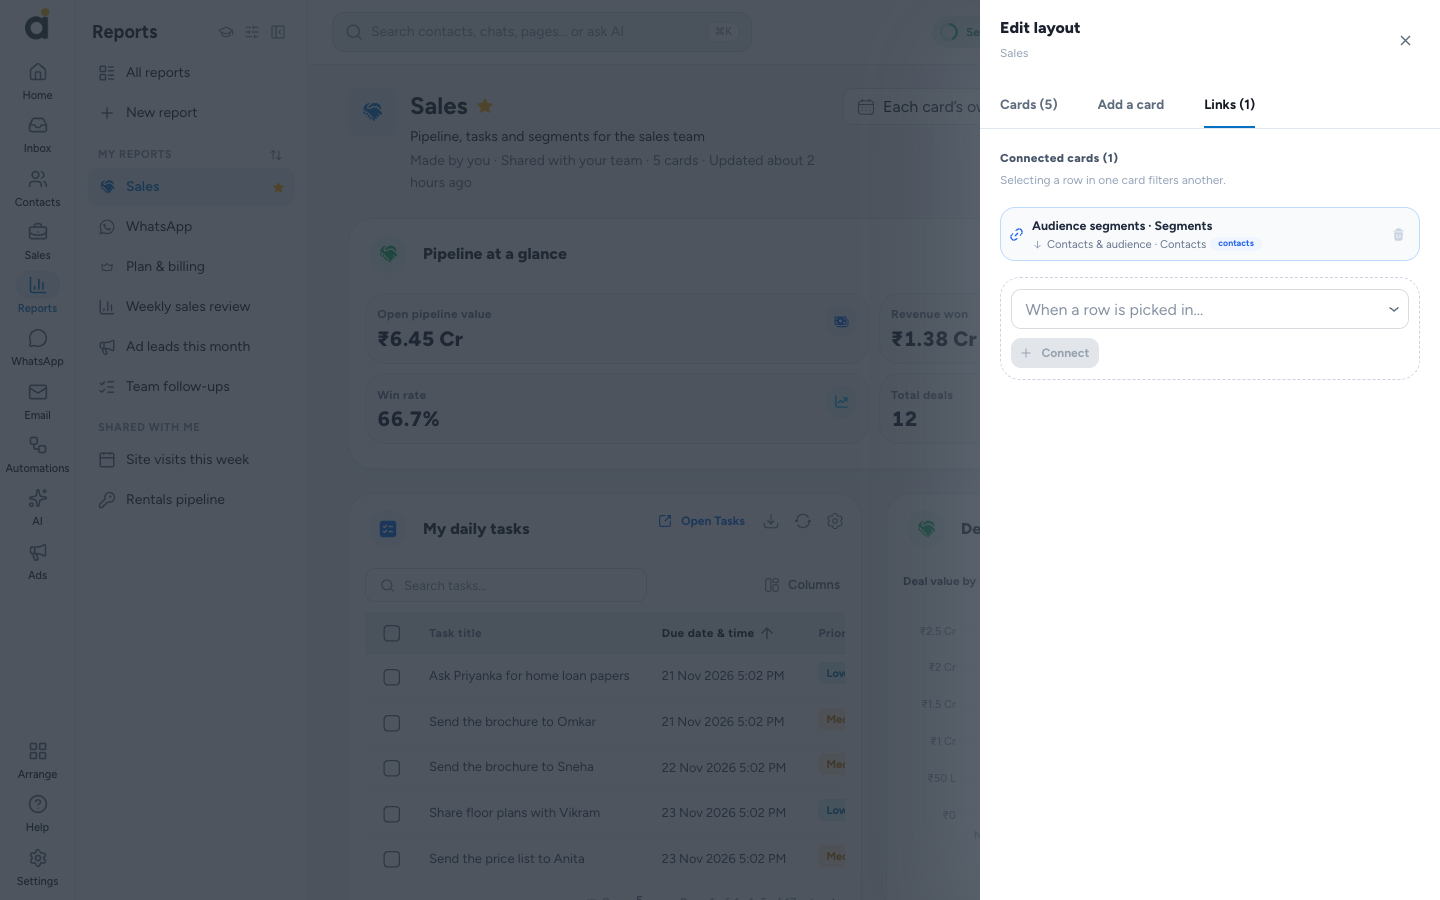 Home
Inbox
Contacts
Sales
Reports
WhatsApp
Email
Automations
AI
Ads
Arrange
Help
Settings
Reports
All reports
New report
MY REPORTS
Sales
WhatsApp
Plan & billing
Weekly sales review
Ad leads this month
Team follow-ups
SHARED WITH ME
Site visits this week
Rentals pipeline
Search contacts, chats, pages... or ask AI
⌘K
Se
Sales
Each card's ow
Pipeline, tasks and segments for the sales team
Made by you · Shared with your team · 5 cards · Updated about 2
hours ago
Pipeline at a glance
Open pipeline value
₹6.45 Cr
Revenue won
₹1.38 Cr
Win rate
66.7%
Total deals
12
My daily tasks
Open Tasks
Search tasks...
Columns
Task title
Due date & time
Prior
Ask Priyanka for home loan papers
21 Nov 2026 5:02 PM
Low
Send the brochure to Omkar
21 Nov 2026 5:02 PM
Med
Send the brochure to Sneha
22 Nov 2026 5:02 PM
Med
Share floor plans with Vikram
23 Nov 2026 5:02 PM
Low
Send the price list to Anita
23 Nov 2026 5:02 PM
Med
De
Deal value by
₹2.5 Cr
₹2 Cr
₹1.5 Cr
₹1 Cr
₹50 L
₹0
Edit layout
Sales
Cards (5)
Add a card
Links (1)
Connected cards (1)
Selecting a row in one card filters another.
Audience segments · Segments
↓ Contacts & audience · Contacts contacts
When a row is picked in...
+ Connect